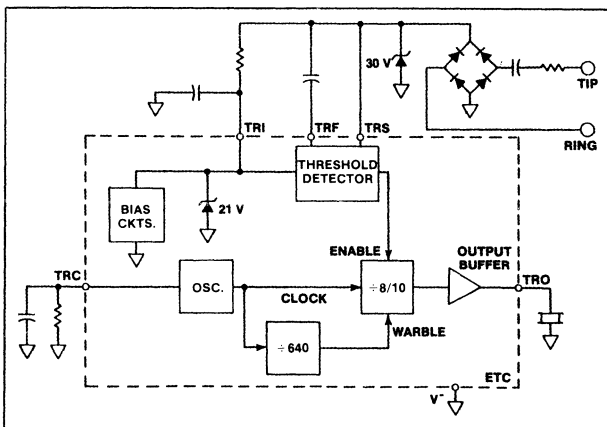 30 V
TIP
RING
TRI
TRF
TRS
THRESHOLD
DETECTOR
BIAS
CKTS.
21 V
ENABLE
OUTPUT
BUFFER
TRC
TRO
OSC.
CLOCK
÷8/10
÷640
WARBLE
ETC
V-